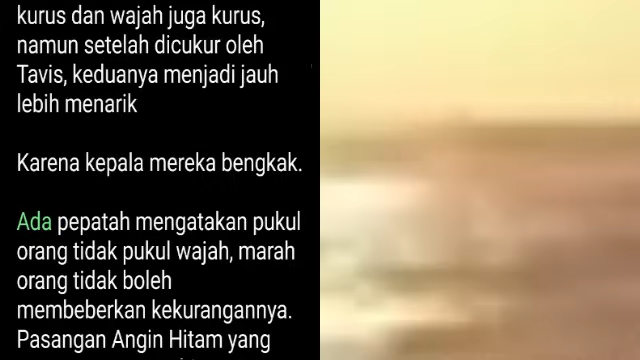 kurus dan wajah juga kurus,
namun setelah dicukur oleh
Tavis, keduanya menjadi jauh
lebih menarik
Karena kepala mereka bengkak.
Ada pepatah mengatakan pukul
orang tidak pukul wajah, marah
orang tidak boleh
membeberkan kekurangannya.
Pasangan Angin Hitam yang